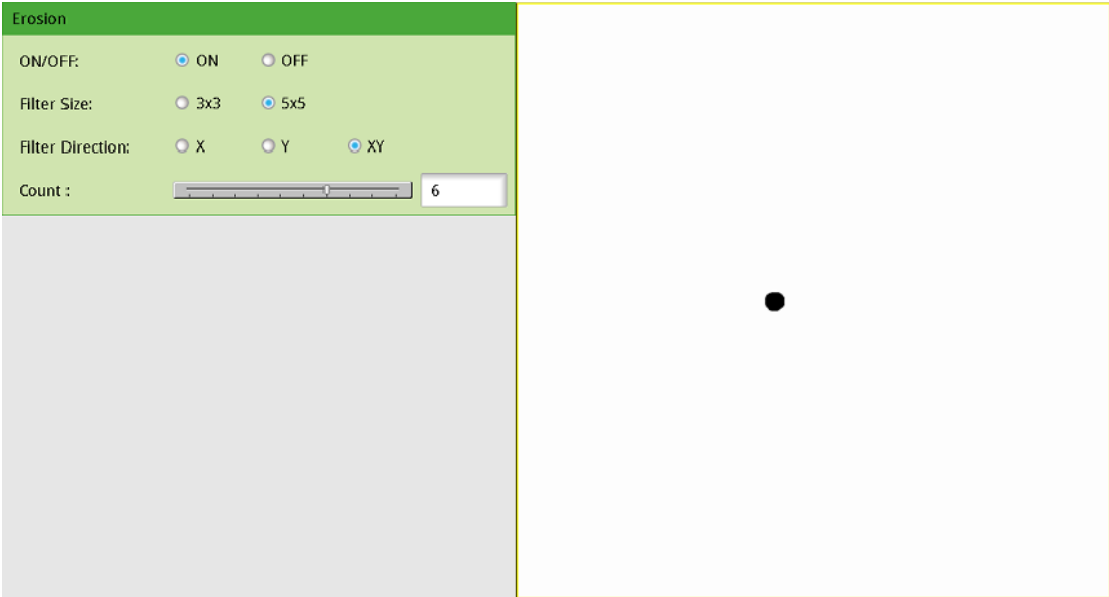 Erosion
ON/OFF: ON OFF
Filter Size: 3x3 5x5
Filter Direction: X Y XY
Count : 6